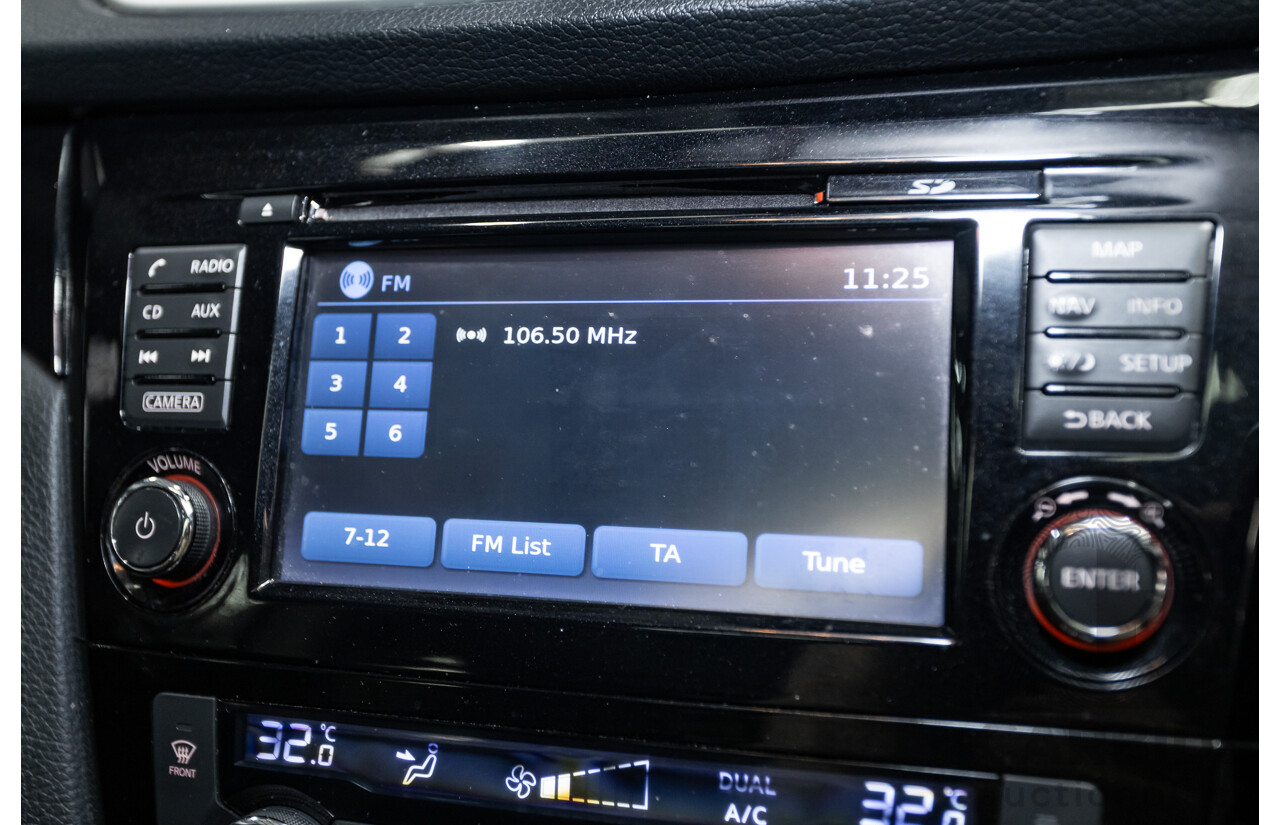 SD
RADIO
CD AUX
CAMERA
VOLUME
FM 11:25
1 2 106.50 MHz
3 4
5 6
7-12 FM List TA Tune
MAP
NAV INFO
SETUP
BACK
ENTER
FRONT
32.0 °C
DUAL
A/C
32.0 °C